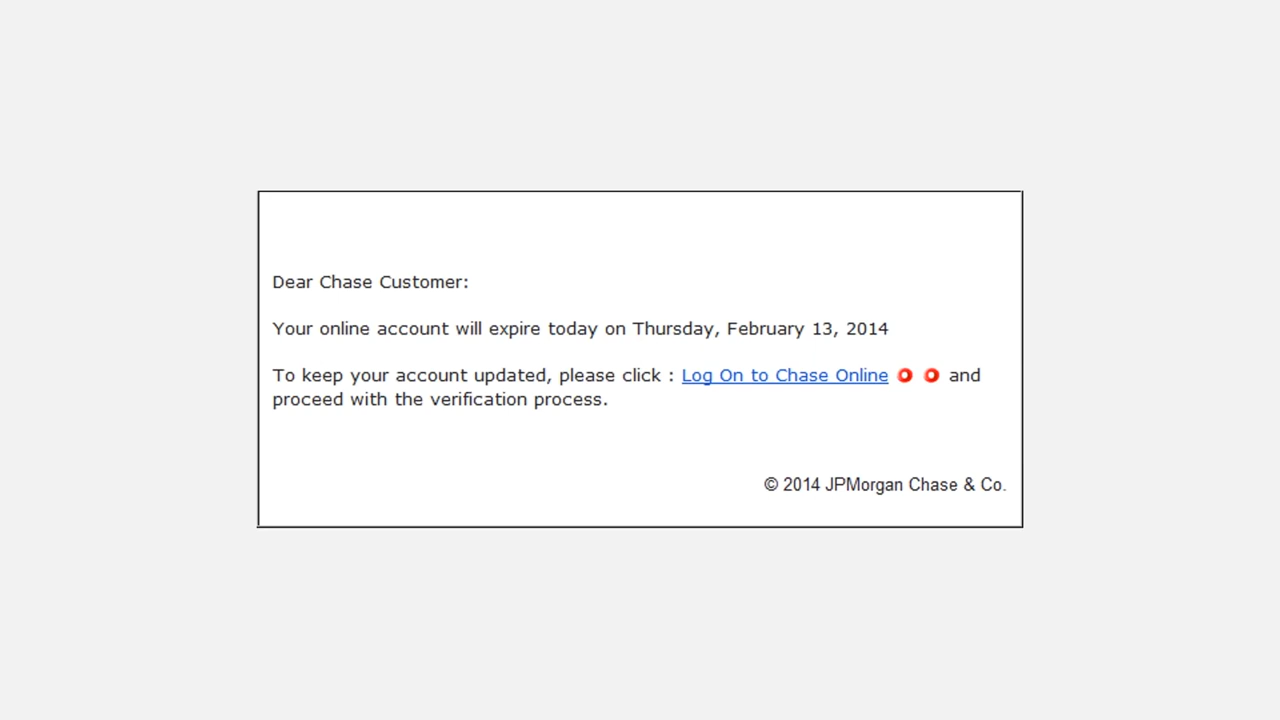 Dear Chase Customer:
Your online account will expire today on Thursday, February 13, 2014
To keep your account updated, please click : Log On to Chase Online and
proceed with the verification process.
© 2014 JPMorgan Chase & Co.